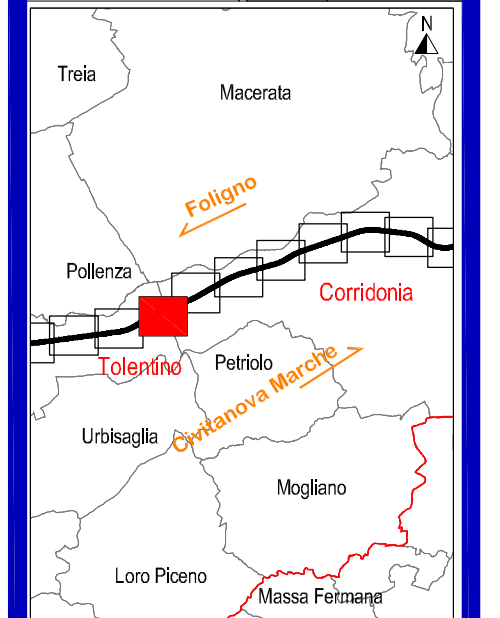 N
Treia
Macerata
Foligno
Pollenza
Corridonia
Tolentino
Petriolo
Civitanova Marche
Urbisaglia
Mogliano
Loro Piceno
Massa Fermana